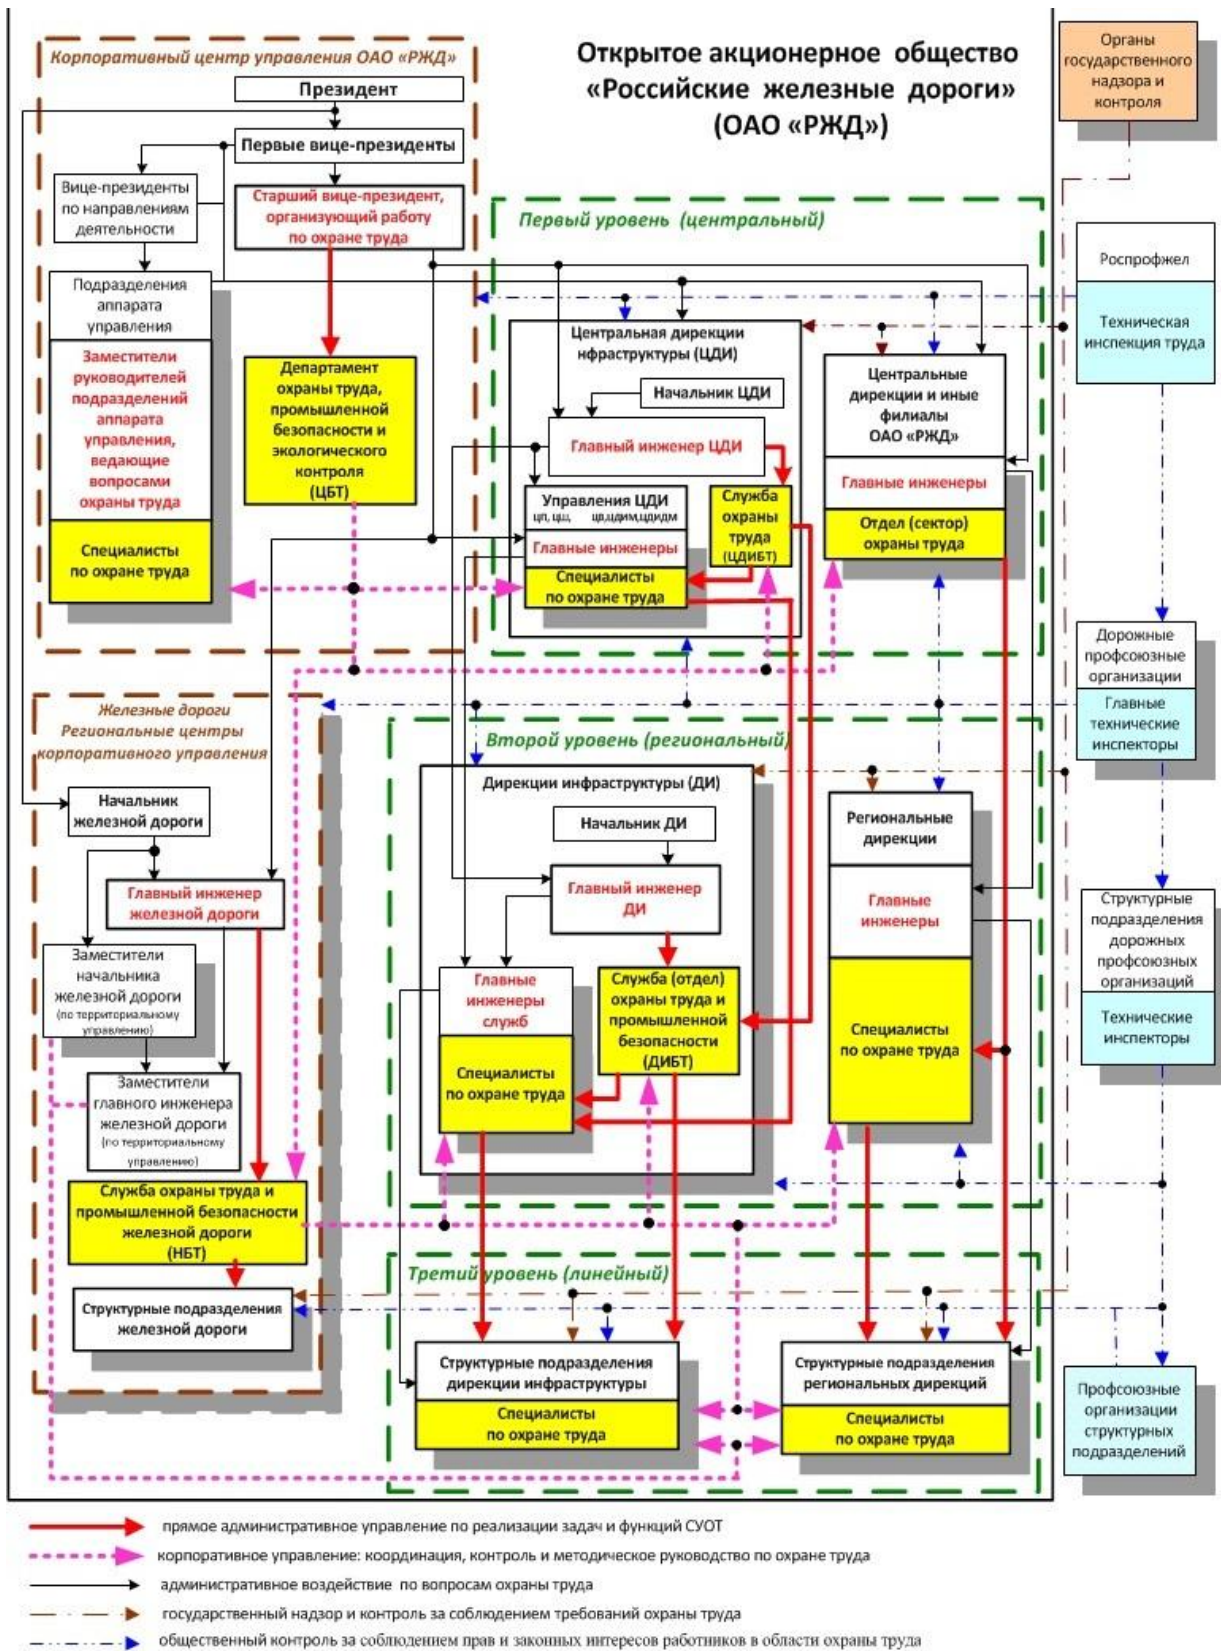 Корпоративный центр управления ОАО «РЖД»
Открытое акционерное общество
«Российские железные дороги»
(ОАО «РЖД»)
Органы
государственного
надзора и
контроля
Президент
Первые вице-президенты
Вице-президенты
по направлениям
деятельности
Старший вице-президент,
организующий работу
по охране труда
Подразделения
аппарата
управления
Заместители
руководителей
подразделений
аппарата
управления,
ведающие
вопросами
охраны труда
Специалисты
по охране труда
Департамент
охраны труда,
промышленной
безопасности и
экологического
контроля
(ЦБТ)
Первый уровень (центральный)
Центральная дирекции
нфраструктуры (ЦДИ)
Начальник ЦДИ
Главный инженер ЦДИ
Управления ЦДИ
ЦП, ЦШ, ЦВ,ЦДИМ,ЦДИДМ
Главные инженеры
Специалисты
по охране труда
Служба
охраны
труда
(ЦДИБТ)
Центральные
дирекции и иные
филиалы
ОАО «РЖД»
Главные инженеры
Отдел (сектор)
охраны труда
Роспрофжел
Техническая
инспекция труда
Дорожные
профсоюзные
организации
Главные
технические
инспекторы
Железные дороги
Региональные центры
корпоративного управления
Начальник
железной дороги
Главный инженер
железной дороги
Заместители
начальника
железной дороги
(по территориальному
управлению)
Заместители
главного инженера
железной дороги
(по территориальному
управлению)
Служба охраны труда и
промышленной безопасности
железной дороги
(НБТ)
Структурные подразделения
железной дороги
Второй уровень (региональный)
Дирекции инфраструктуры (ДИ)
Начальник ДИ
Главный инженер
ДИ
Главные
инженеры
служб
Специалисты
по охране труда
Служба (отдел)
охраны труда и
промышленной
безопасности
(ДИБТ)
Региональные
дирекции
Главные
инженеры
Специалисты
по охране труда
Структурные
подразделения
дорожных
профсоюзных
организаций
Технические
инспекторы
Третий уровень (линейный)
Структурные подразделения
дирекции инфраструктуры
Специалисты
по охране труда
Структурные подразделения
региональных дирекций
Специалисты
по охране труда
Профсоюзные
организации
структурных
подразделений
прямое административное управление по реализации задач и функций СУОТ
корпоративное управление: координация, контроль и методическое руководство по охране труда
административное воздействие по вопросам охраны труда
государственный надзор и контроль за соблюдением требований охраны труда
общественный контроль за соблюдением прав и законных интересов работников в области охраны труда